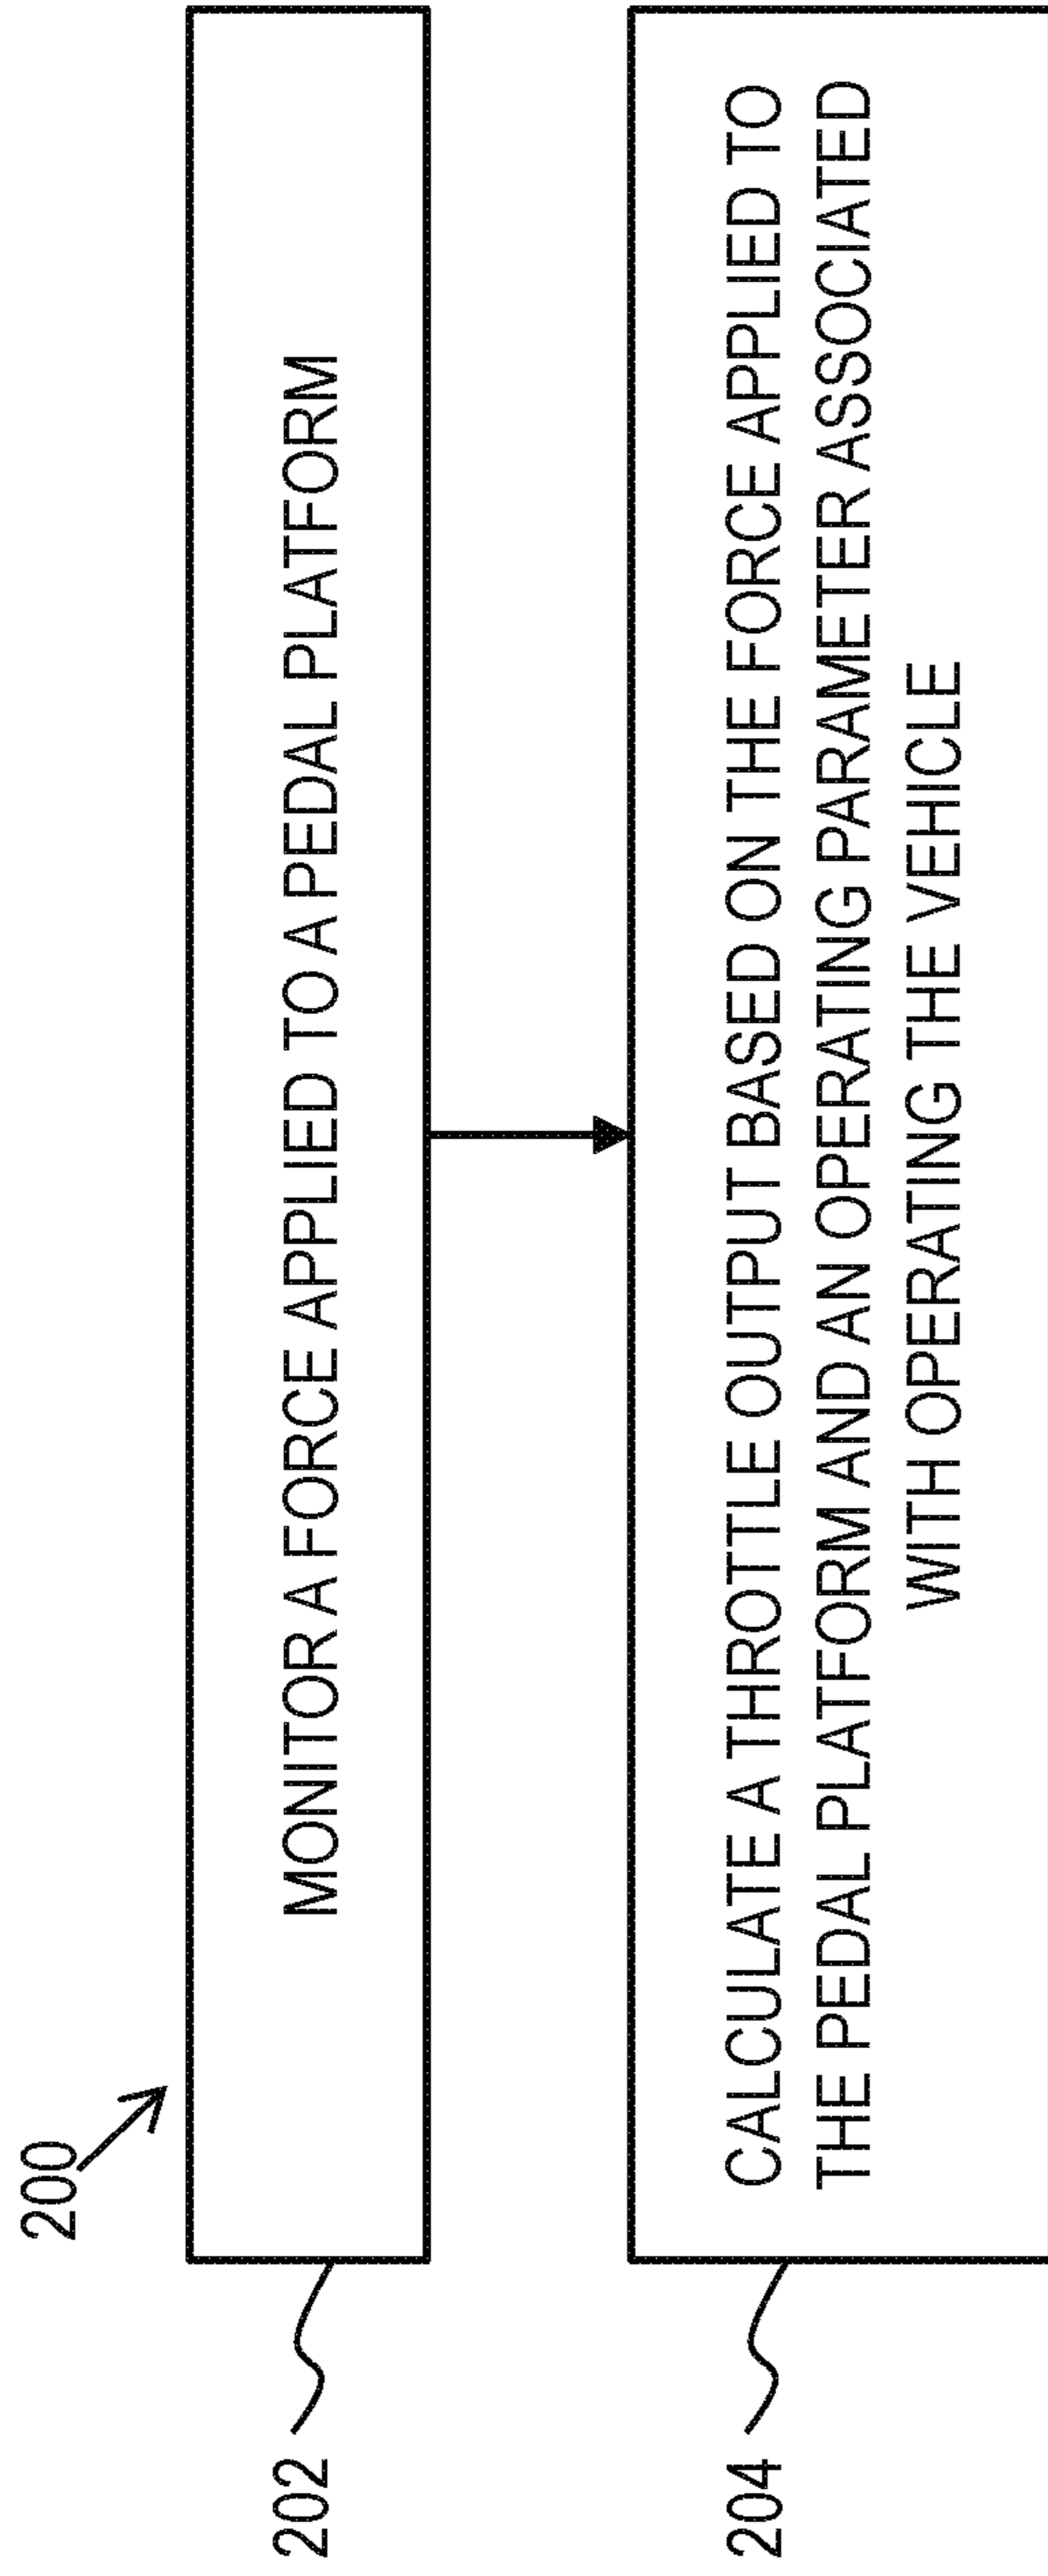 200
202
MONITOR A FORCE APPLIED TO A PEDAL PLATFORM
204
CALCULATE A THROTTLE OUTPUT BASED ON THE FORCE APPLIED TO
THE PEDAL PLATFORM AND AN OPERATING PARAMETER ASSOCIATED
WITH OPERATING THE VEHICLE